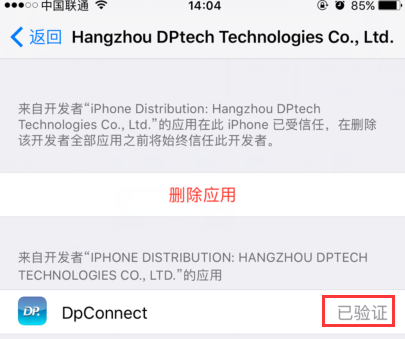 中国联通 14:04 85%
返回 Hangzhou DPtech Technologies Co., Ltd.
来自开发者“iPhone Distribution: Hangzhou DPtech
Technologies Co., Ltd.”的应用在此 iPhone 已受信任，在删除
该开发者全部应用之前将始终信任此开发者。
删除应用
来自开发者“IPHONE DISTRIBUTION: HANGZHOU DPTECH
TECHNOLOGIES CO., LTD.”的应用
DP DpConnect 已验证